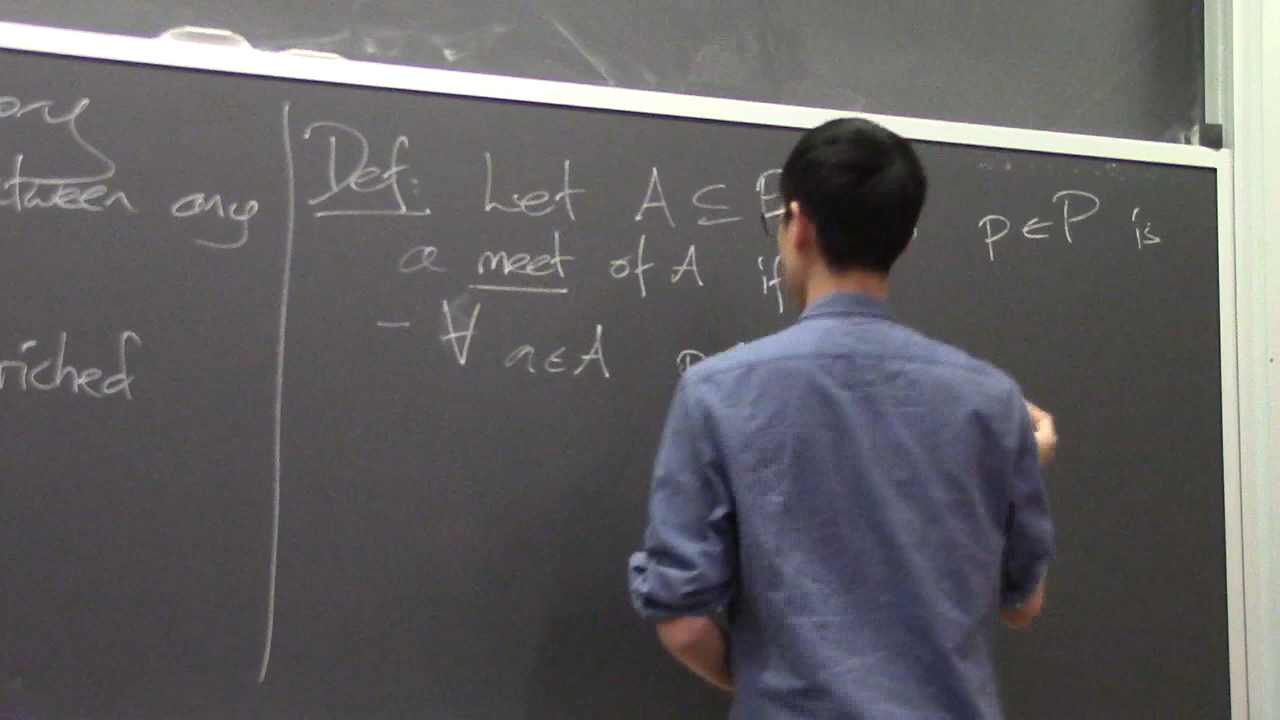 ory
tween any
riched
Def: Let A ⊆ p ∈ P is
a meet of A if
- ∀ a ∈ A